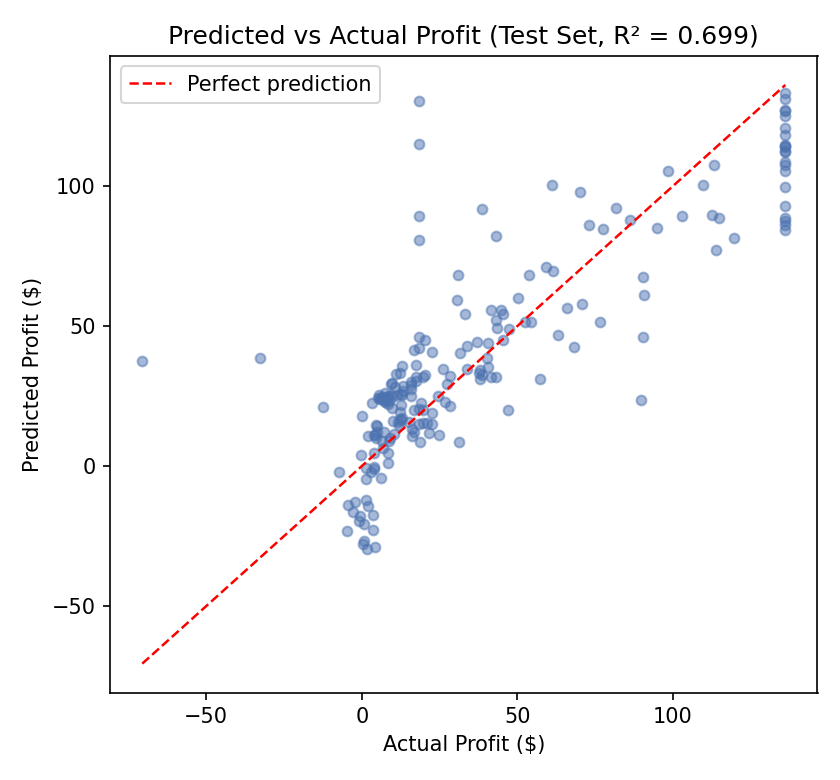 Predicted vs Actual Profit (Test Set, R² = 0.699)
Perfect prediction
100
50
0
−50
Predicted Profit ($)
−50
0
50
100
Actual Profit ($)